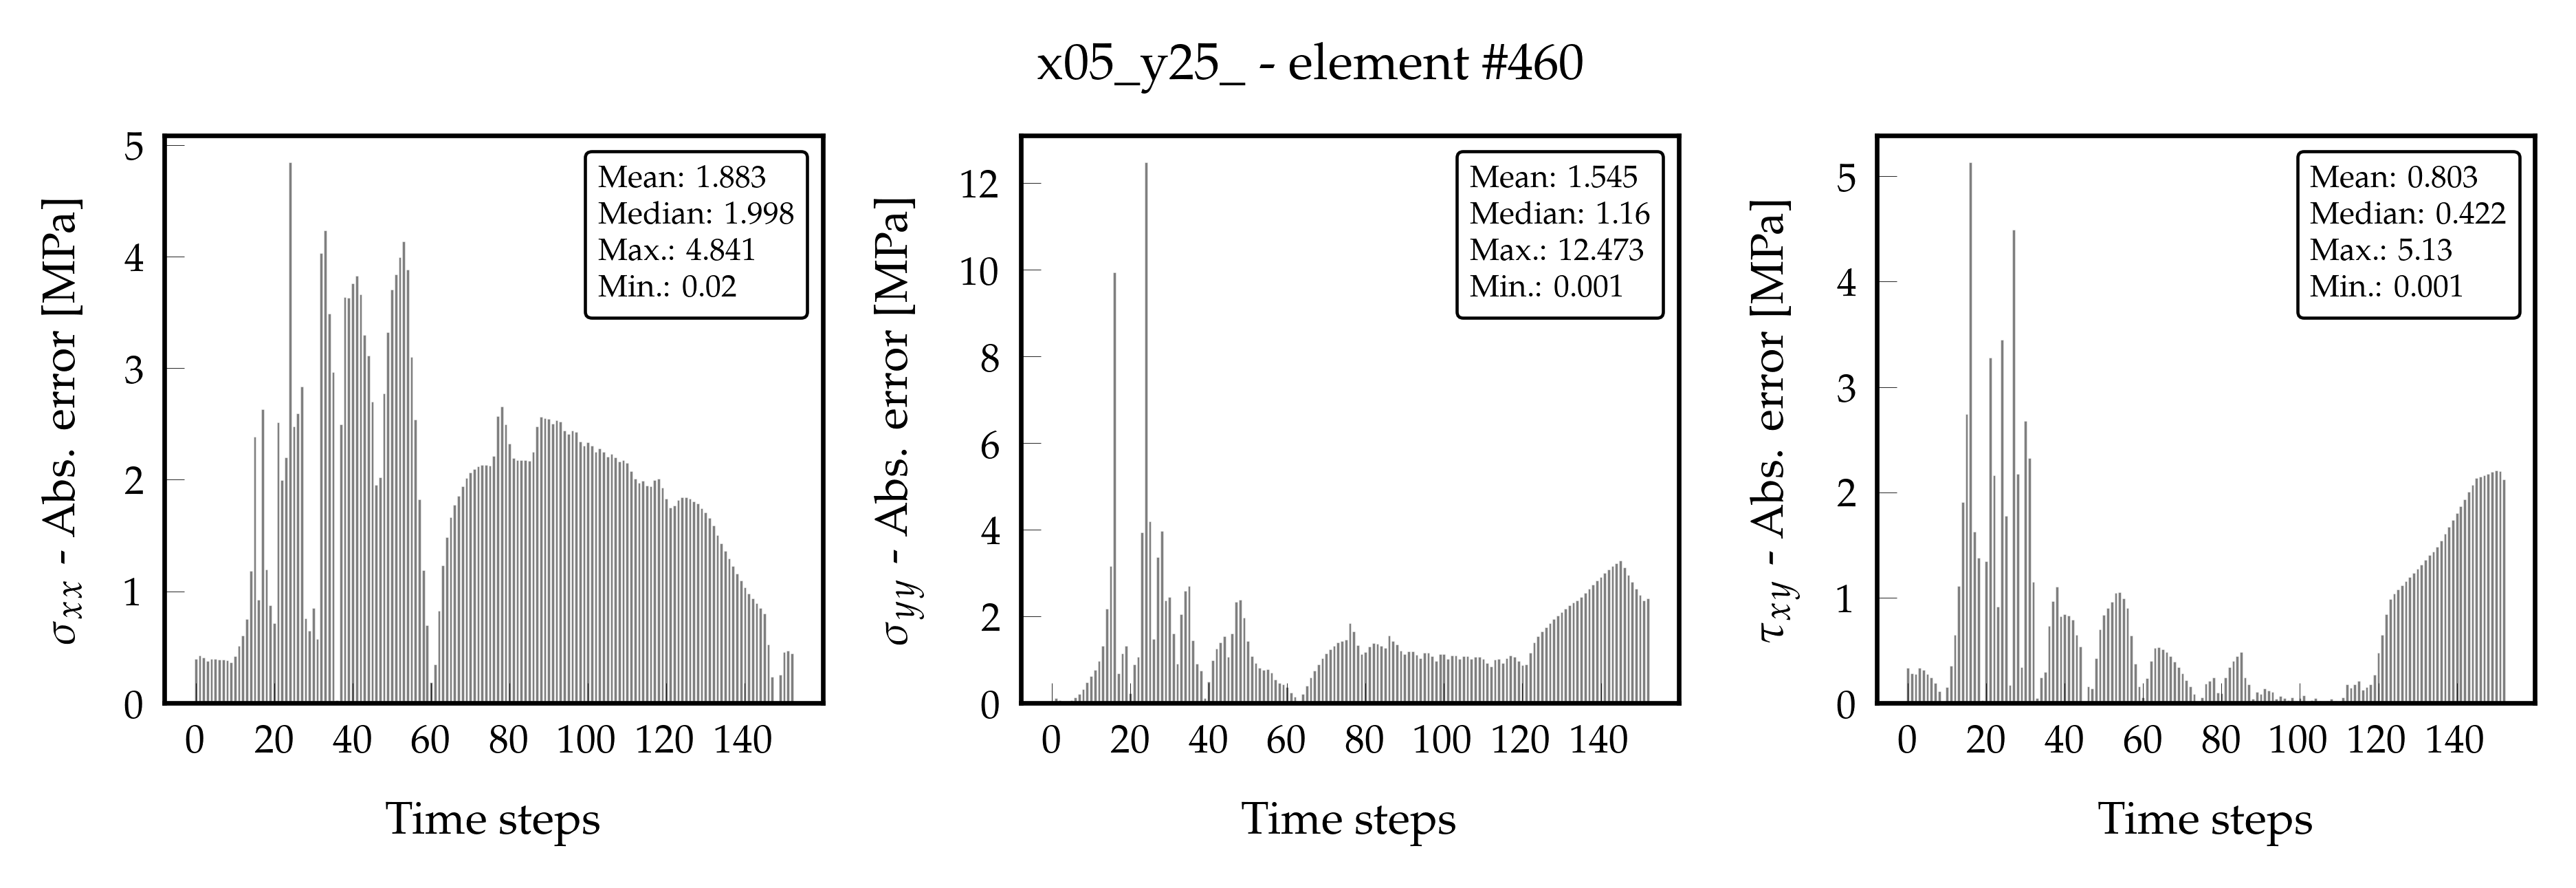 x05_y25_ - element #460
σxx - Abs. error [MPa]
5
4
3
2
1
0
0 20 40 60 80 100 120 140
Time steps
Mean: 1.883
Median: 1.998
Max.: 4.841
Min.: 0.02
σyy - Abs. error [MPa]
12
10
8
6
4
2
0
0 20 40 60 80 100 120 140
Time steps
Mean: 1.545
Median: 1.16
Max.: 12.473
Min.: 0.001
τxy - Abs. error [MPa]
5
4
3
2
1
0
0 20 40 60 80 100 120 140
Time steps
Mean: 0.803
Median: 0.422
Max.: 5.13
Min.: 0.001